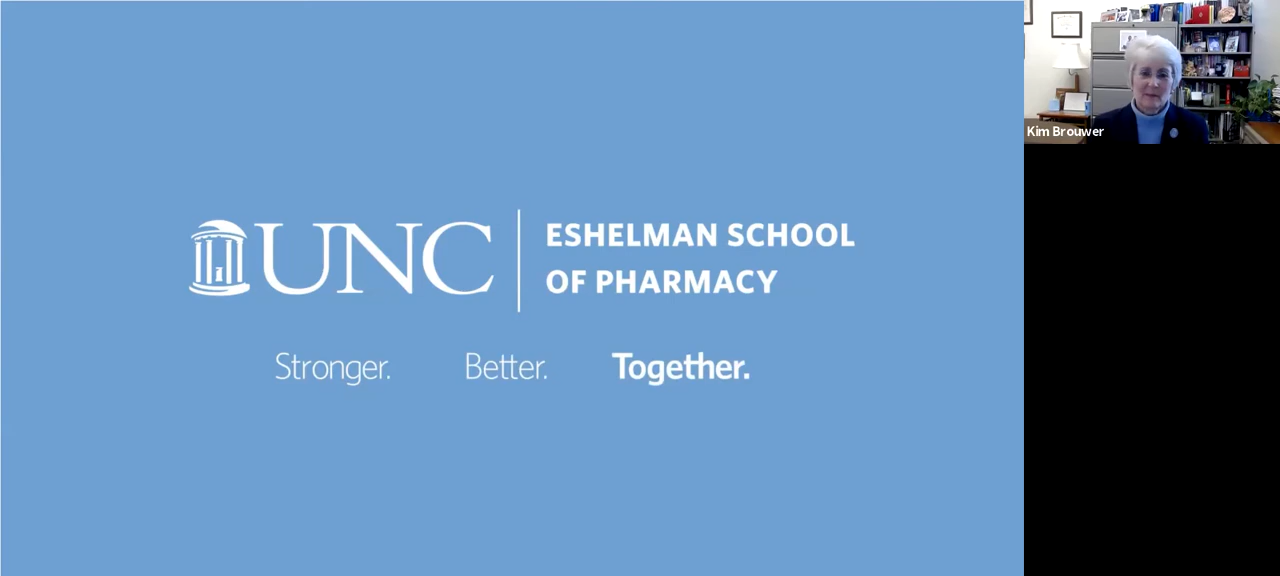 UNC
ESHELMAN SCHOOL
OF PHARMACY
Stronger. Better. Together.
Kim Brouwer